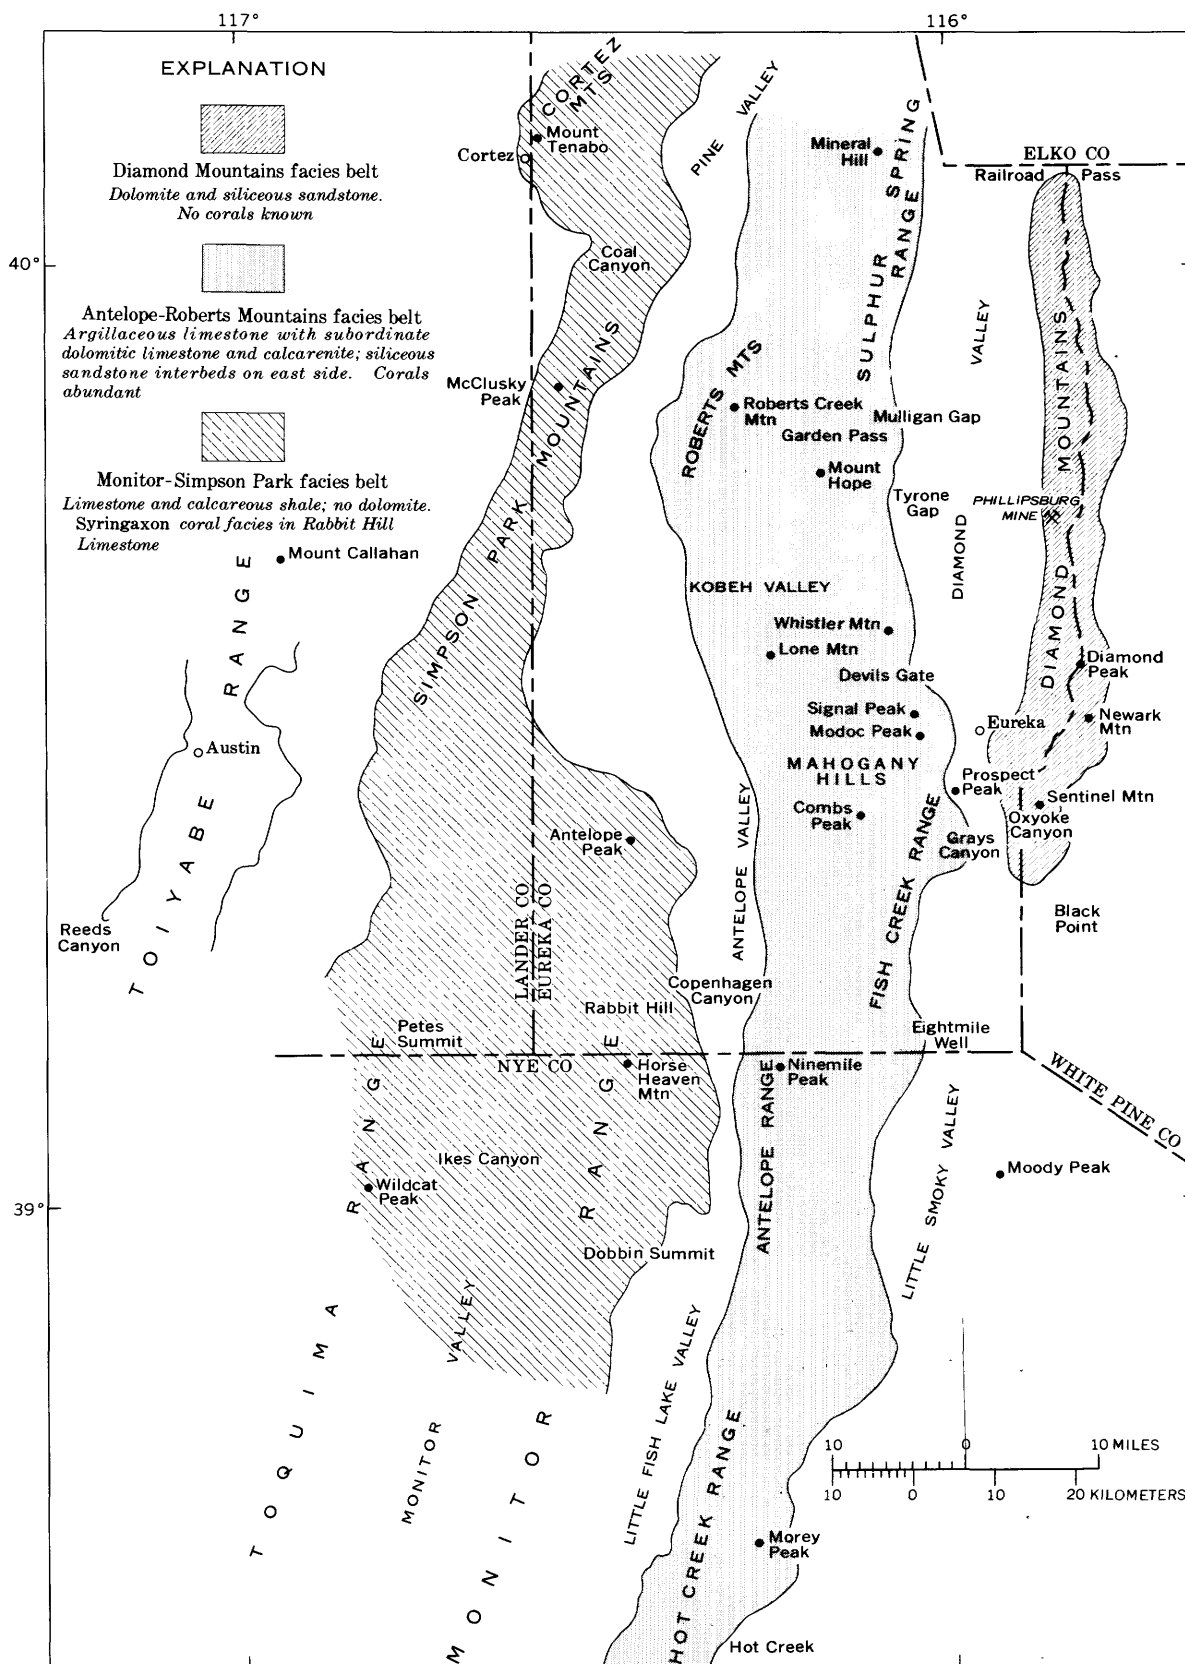 117°
116°
EXPLANATION
Diamond Mountains facies belt
Dolomite and siliceous sandstone.
No corals known
Antelope-Roberts Mountains facies belt
Argillaceous limestone with subordinate
dolomitic limestone and calcarenite; siliceous
sandstone interbeds on east side. Corals
abundant
Monitor-Simpson Park facies belt
Limestone and calcareous shale; no dolomite.
Syringaxon coral facies in Rabbit Hill
Limestone
CORTEZ
MTS
Mount
Tenabo
Cortez
PINE VALLEY
Mineral
Hill
SULPHUR SPRING
RANGE
ELKO CO
Railroad Pass
40°
Coal
Canyon
McClusky
Peak
SIMPSON PARK MOUNTAINS
ROBERTS MTS
Roberts Creek
Mtn
Mulligan Gap
Garden Pass
Mount
Hope
Tyrone
Gap
DIAMOND VALLEY
PHILLIPSBURG
MINE
DIAMOND MOUNTAINS
Mount Callahan
KOBEH VALLEY
Whistler Mtn
Lone Mtn
Devils Gate
Diamond
Peak
Signal Peak
Modoc Peak
Eureka
Newark
Mtn
Austin
TOIYABE RANGE
MAHOGANY
HILLS
Prospect
Peak
Sentinel Mtn
Combs
Peak
Oxyoke
Canyon
Antelope
Peak
ANTELOPE VALLEY
Grays
Canyon
FISH CREEK RANGE
Reeds
Canyon
LANDER CO
EUREKA CO
Black
Point
Copenhagen
Canyon
Rabbit Hill
Petes
Summit
Eightmile
Well
NYE CO
Horse
Heaven
Mtn
Ninemile
Peak
WHITE PINE CO
Ikes Canyon
Wildcat
Peak
ANTELOPE RANGE
LITTLE SMOKY VALLEY
Moody Peak
39°
Dobbin Summit
TOQUIMA RANGE
MONITOR VALLEY
MONITOR RANGE
LITTLE FISH LAKE VALLEY
HOT CREEK RANGE
10 0 10 MILES
10 0 10 20 KILOMETERS
Morey
Peak
Hot Creek